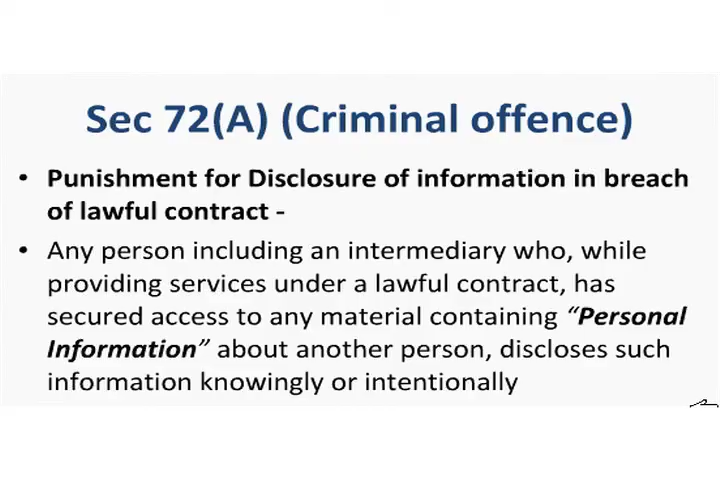 Sec 72(A) (Criminal offence)
• Punishment for Disclosure of information in breach
of lawful contract -
• Any person including an intermediary who, while
providing services under a lawful contract, has
secured access to any material containing “Personal
Information” about another person, discloses such
information knowingly or intentionally